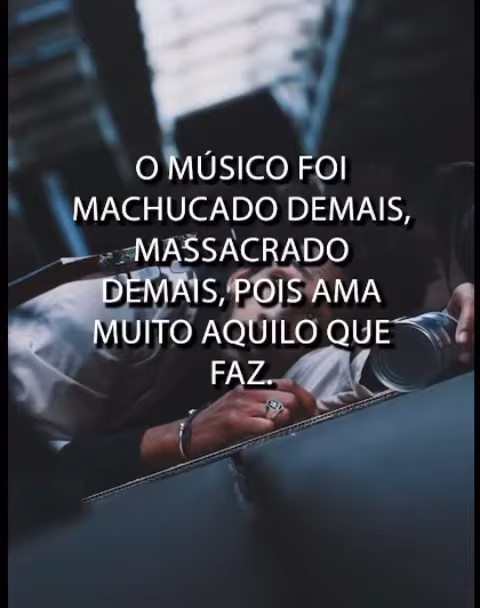 O MÚSICO FOI
MACHUCADO DEMAIS,
MASSACRADO
DEMAIS, POIS AMA
MUITO AQUILO QUE
FAZ.